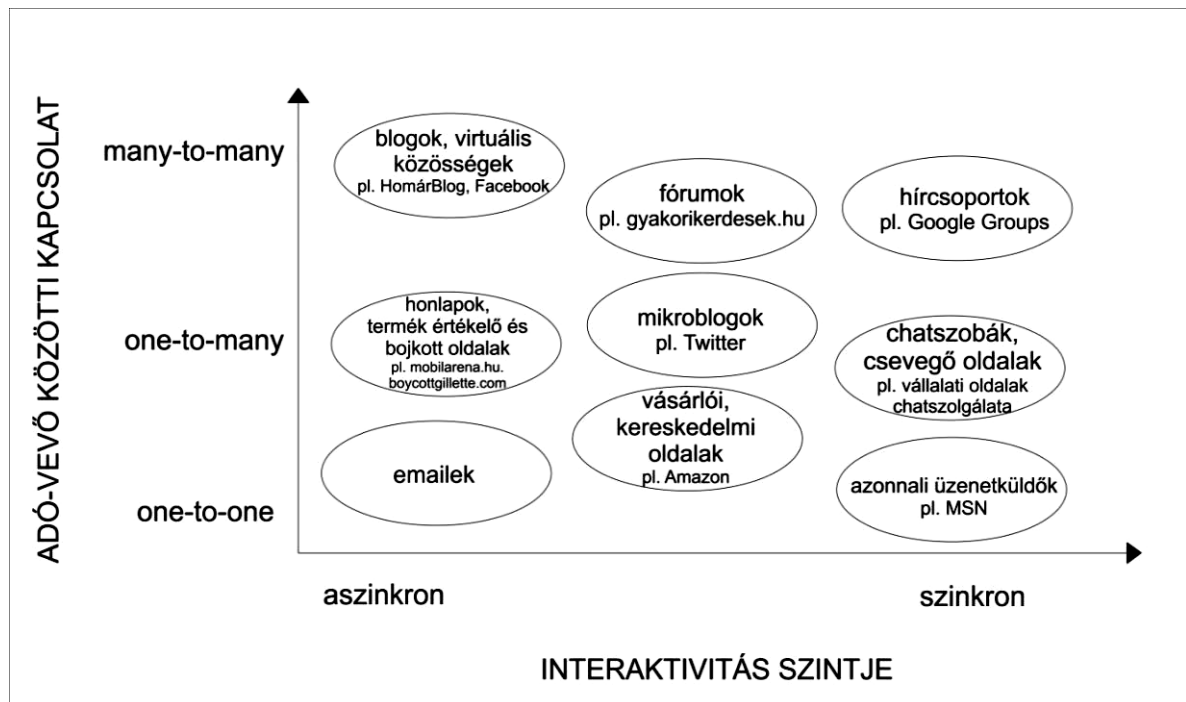 ADÓ-VEVŐ KÖZÖTTI KAPCSOLAT
many-to-many
one-to-many
one-to-one
blogok, virtuális
közösségek
pl. HomárBlog, Facebook
fórumok
pl. gyakorikerdesek.hu
hírcsoportok
pl. Google Groups
honlapok,
termék értékelő és
bojkott oldalak
pl. mobilarena.hu.
boycottgillette.com
mikroblogok
pl. Twitter
chatszobák,
csevegő oldalak
pl. vállalati oldalak
chatszolgálata
vásárlói,
kereskedelmi
oldalak
pl. Amazon
emailek
azonnali üzenetküldők
pl. MSN
aszinkron
szinkron
INTERAKTIVITÁS SZINTJE